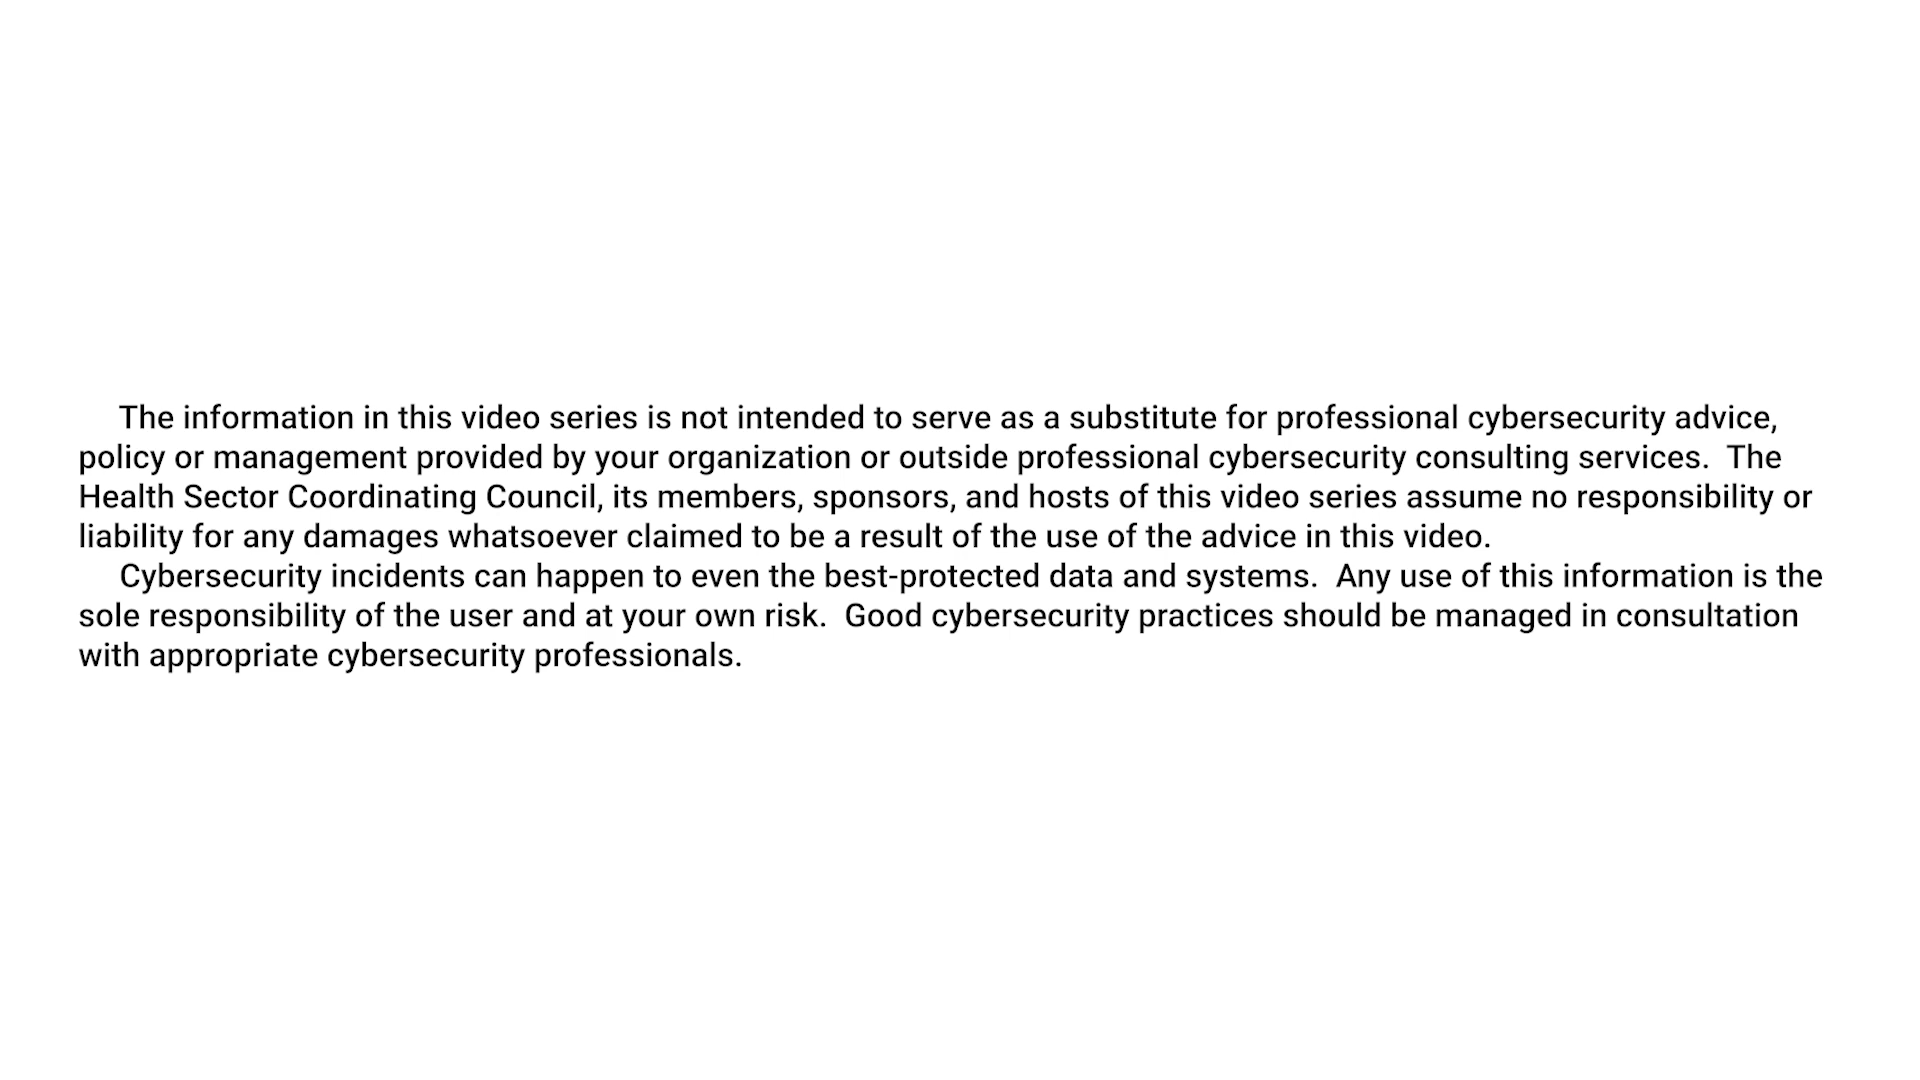 The information in this video series is not intended to serve as a substitute for professional cybersecurity advice,
policy or management provided by your organization or outside professional cybersecurity consulting services.  The
Health Sector Coordinating Council, its members, sponsors, and hosts of this video series assume no responsibility or
liability for any damages whatsoever claimed to be a result of the use of the advice in this video.
Cybersecurity incidents can happen to even the best-protected data and systems.  Any use of this information is the
sole responsibility of the user and at your own risk.  Good cybersecurity practices should be managed in consultation
with appropriate cybersecurity professionals.